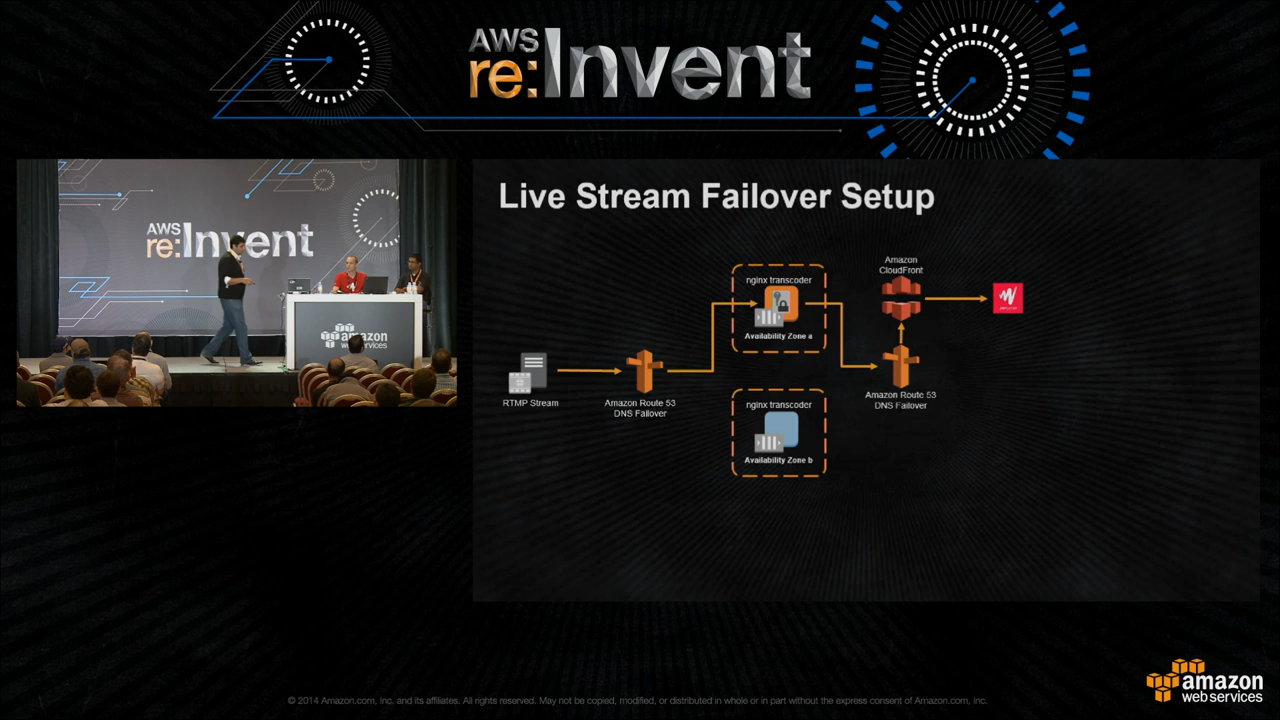 AWS
re:Invent
AWS
re:Invent
amazon
web services
Live Stream Failover Setup
RTMP Stream
Amazon Route 53
DNS Failover
nginx transcoder
Availability Zone a
nginx transcoder
Availability Zone b
Amazon
CloudFront
Amazon Route 53
DNS Failover
© 2014 Amazon.com, Inc. and its affiliates. All rights reserved. May not be copied, modified, or distributed in whole or in part without the express consent of Amazon.com, Inc.
amazon
web services